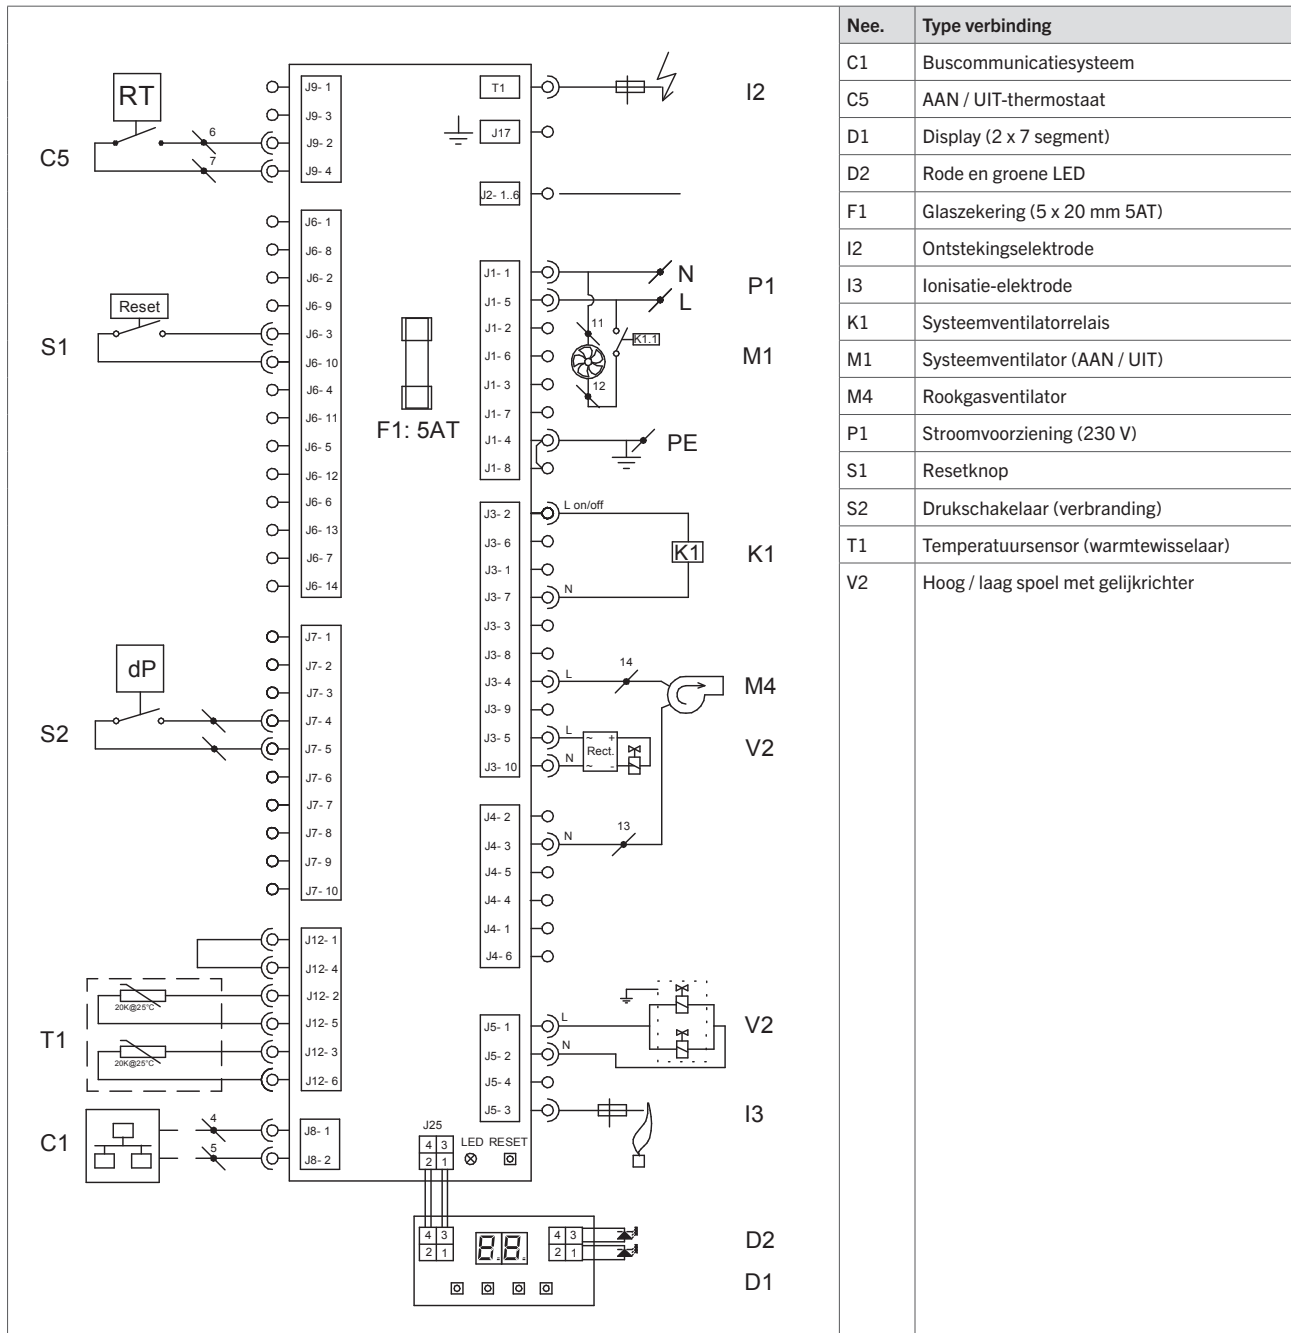 RT
C5
6
7
J9- 1
J9- 3
J9- 2
J9- 4
J6- 1
J6- 8
J6- 2
J6- 9
J6- 3
J6- 10
J6- 4
J6- 11
J6- 5
J6- 12
J6- 6
J6- 13
J6- 7
J6- 14
Reset
S1
J7- 1
J7- 2
J7- 3
J7- 4
J7- 5
J7- 6
J7- 7
J7- 8
J7- 9
J7- 10
dP
S2
J12- 1
J12- 4
J12- 2
J12- 5
J12- 3
J12- 6
20K@25°C
20K@25°C
T1
C1
4
5
J8- 1
J8- 2
F1: 5AT
T1
I2
J17
J2- 1..6
J1- 1
J1- 5
J1- 2
J1- 6
J1- 3
J1- 7
J1- 4
J1- 8
N
L
P1
11
K1.1
12
M1
PE
J3- 2
J3- 6
J3- 1
J3- 7
J3- 3
J3- 8
J3- 4
J3- 9
J3- 5
J3- 10
L on/off
K1
N
K1
L
14
M4
L
N
~ +
Rect.
~ -
V2
J4- 2
J4- 3
J4- 5
J4- 4
J4- 1
J4- 6
N
13
J5- 1
J5- 2
J5- 4
J5- 3
L
N
V2
I3
J25
4 3
2 1
LED RESET
4 3
2 1
8.8.
4 3
2 1
D2
D1
Nee. Type verbinding
C1 Buscommunicatiesysteem
C5 AAN / UIT-thermostaat
D1 Display (2 x 7 segment)
D2 Rode en groene LED
F1 Glaszekering (5 x 20 mm 5AT)
I2 Ontstekingselektrode
I3 Ionisatie-elektrode
K1 Systeemventilatorrelais
M1 Systeemventilator (AAN / UIT)
M4 Rookgasventilator
P1 Stroomvoorziening (230 V)
S1 Resetknop
S2 Drukschakelaar (verbranding)
T1 Temperatuursensor (warmtewisselaar)
V2 Hoog / laag spoel met gelijkrichter